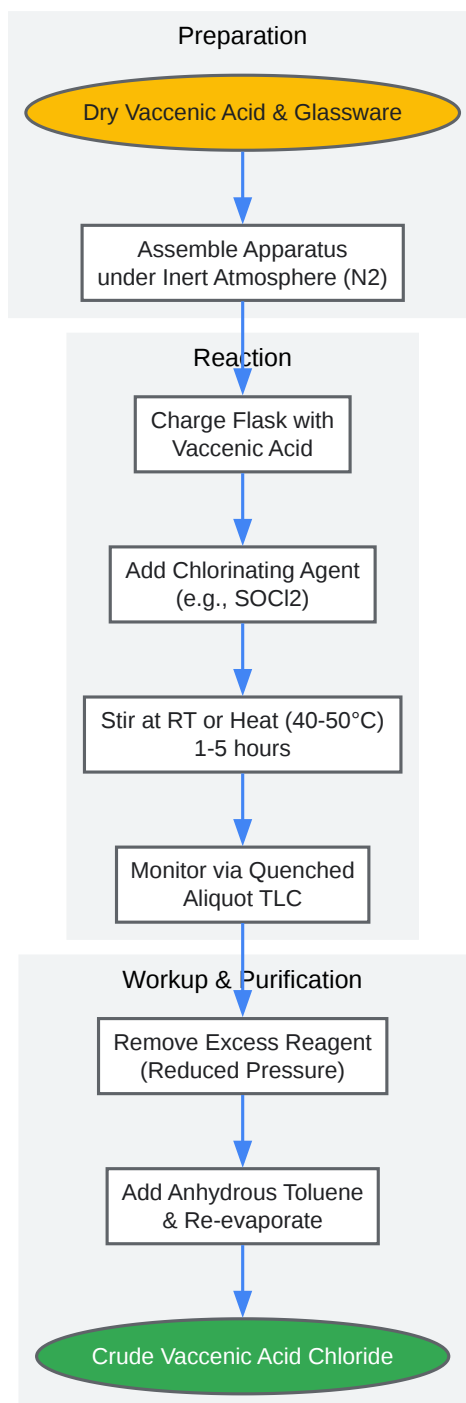 Preparation
Dry Vaccenic Acid & Glassware
Assemble Apparatus
under Inert Atmosphere (N2)
Reaction
Charge Flask with
Vaccenic Acid
Add Chlorinating Agent
(e.g., SOCl2)
Stir at RT or Heat (40-50°C)
1-5 hours
Monitor via Quenched
Aliquot TLC
Workup & Purification
Remove Excess Reagent
(Reduced Pressure)
Add Anhydrous Toluene
& Re-evaporate
Crude Vaccenic Acid Chloride